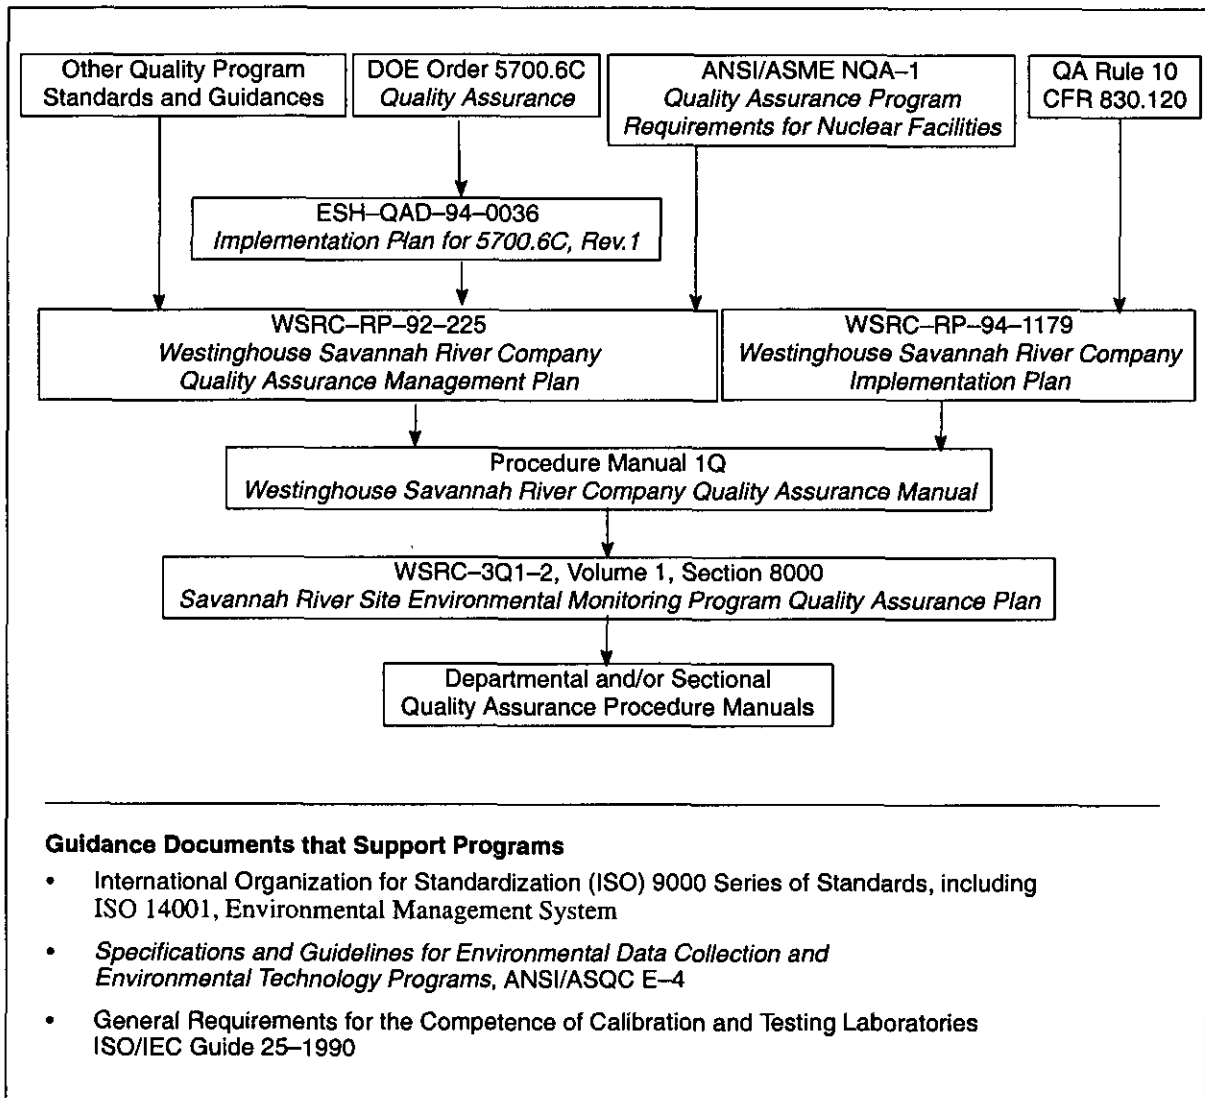 Other Quality Program
Standards and Guidances
DOE Order 5700.6C
Quality Assurance
ANSI/ASME NQA–1
Quality Assurance Program
Requirements for Nuclear Facilities
QA Rule 10
CFR 830.120
ESH–QAD–94–0036
Implementation Plan for 5700.6C, Rev.1
WSRC–RP–92–225
Westinghouse Savannah River Company
Quality Assurance Management Plan
WSRC–RP–94–1179
Westinghouse Savannah River Company
Implementation Plan
Procedure Manual 1Q
Westinghouse Savannah River Company Quality Assurance Manual
WSRC–3Q1–2, Volume 1, Section 8000
Savannah River Site Environmental Monitoring Program Quality Assurance Plan
Departmental and/or Sectional
Quality Assurance Procedure Manuals
Guidance Documents that Support Programs
• International Organization for Standardization (ISO) 9000 Series of Standards, including
ISO 14001, Environmental Management System
• Specifications and Guidelines for Environmental Data Collection and
Environmental Technology Programs, ANSI/ASQC E–4
• General Requirements for the Competence of Calibration and Testing Laboratories
ISO/IEC Guide 25–1990